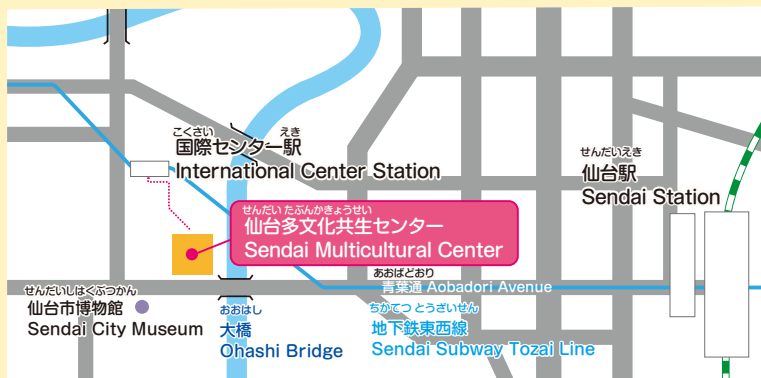 こくさい えき
国際センター駅
International Center Station
せんだいえき
仙台駅
Sendai Station
せんだい たぶんかきょうせい
仙台多文化共生センター
Sendai Multicultural Center
あおばどおり
青葉通 Aobadori Avenue
せんだいしはくぶつかん
仙台市博物館
Sendai City Museum
おおはし
大橋
Ohashi Bridge
ちかてつ とうざいせん
地下鉄東西線
Sendai Subway Tozai Line